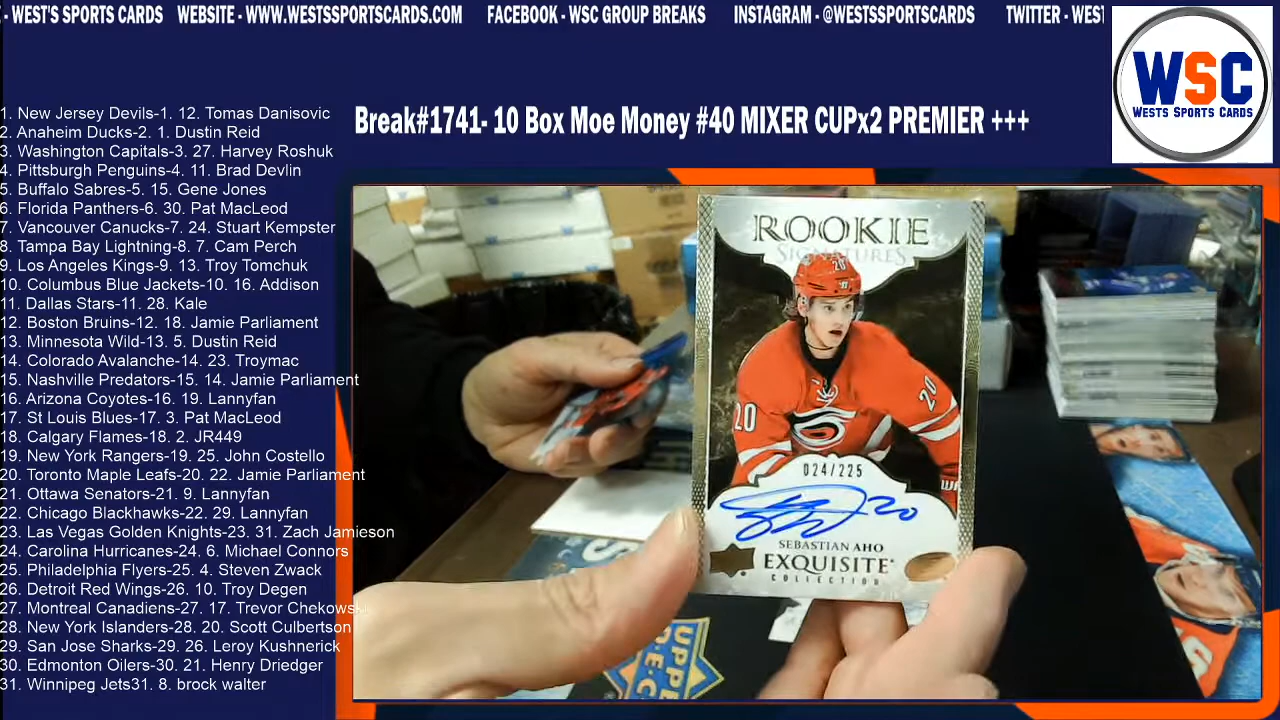 - WEST'S SPORTS CARDS WEBSITE - WWW.WESTSSPORTSCARDS.COM FACEBOOK - WSC GROUP BREAKS INSTAGRAM - @WESTSSPORTSCARDS TWITTER - WEST
WSC
WESTS SPORTS CARDS
Break#1741- 10 Box Moe Money #40 MIXER CUPx2 PREMIER +++
1. New Jersey Devils-1. 12. Tomas Danisovic
2. Anaheim Ducks-2. 1. Dustin Reid
3. Washington Capitals-3. 27. Harvey Roshuk
4. Pittsburgh Penguins-4. 11. Brad Devlin
5. Buffalo Sabres-5. 15. Gene Jones
6. Florida Panthers-6. 30. Pat MacLeod
7. Vancouver Canucks-7. 24. Stuart Kempster
8. Tampa Bay Lightning-8. 7. Cam Perch
9. Los Angeles Kings-9. 13. Troy Tomchuk
10. Columbus Blue Jackets-10. 16. Addison
11. Dallas Stars-11. 28. Kale
12. Boston Bruins-12. 18. Jamie Parliament
13. Minnesota Wild-13. 5. Dustin Reid
14. Colorado Avalanche-14. 23. Troymac
15. Nashville Predators-15. 14. Jamie Parliament
16. Arizona Coyotes-16. 19. Lannyfan
17. St Louis Blues-17. 3. Pat MacLeod
18. Calgary Flames-18. 2. JR449
19. New York Rangers-19. 25. John Costello
20. Toronto Maple Leafs-20. 22. Jamie Parliament
21. Ottawa Senators-21. 9. Lannyfan
22. Chicago Blackhawks-22. 29. Lannyfan
23. Las Vegas Golden Knights-23. 31. Zach Jamieson
24. Carolina Hurricanes-24. 6. Michael Connors
25. Philadelphia Flyers-25. 4. Steven Zwack
26. Detroit Red Wings-26. 10. Troy Degen
27. Montreal Canadiens-27. 17. Trevor Chekowski
28. New York Islanders-28. 20. Scott Culbertson
29. San Jose Sharks-29. 26. Leroy Kushnerick
30. Edmonton Oilers-30. 21. Henry Driedger
31. Winnipeg Jets31. 8. brock walter
ROOKIE
SIGNATURES
20
20
20
024/225
20
SEBASTIAN AHO
EXQUISITE
COLLECTION
UPPER
DECK